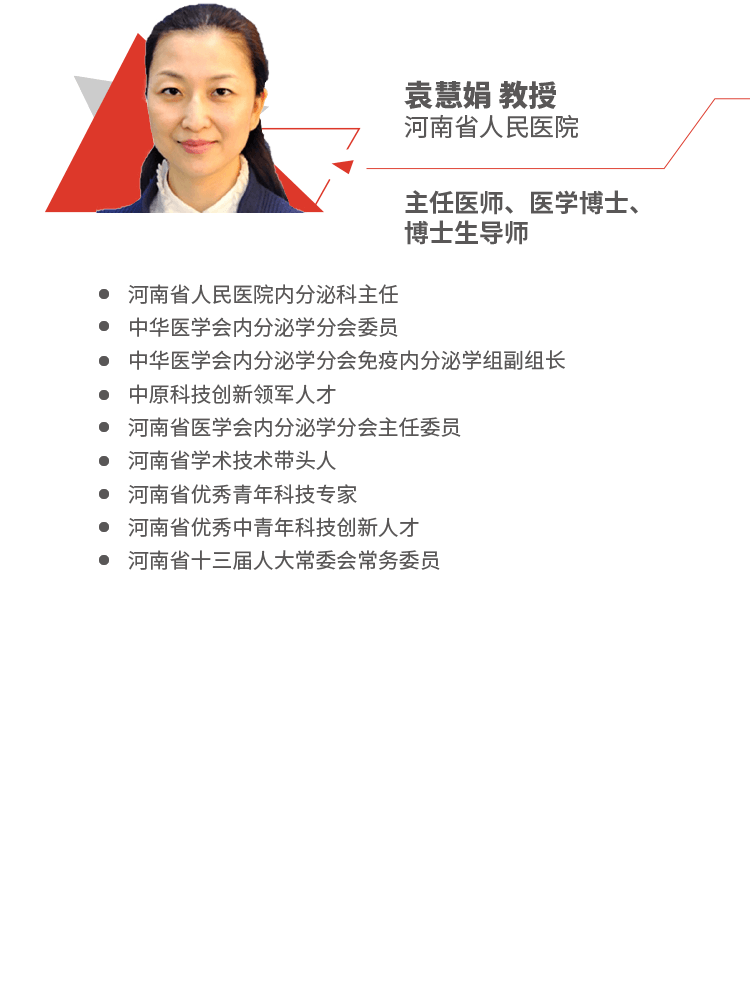 袁慧娟 教授
河南省人民医院
主任医师、医学博士、
博士生导师
河南省人民医院内分泌科主任
中华医学会内分泌学分会委员
中华医学会内分泌学分会免疫内分泌学组副组长
中原科技创新领军人才
河南省医学会内分泌学分会主任委员
河南省学术技术带头人
河南省优秀青年科技专家
河南省优秀中青年科技创新人才
河南省十三届人大常委会常务委员